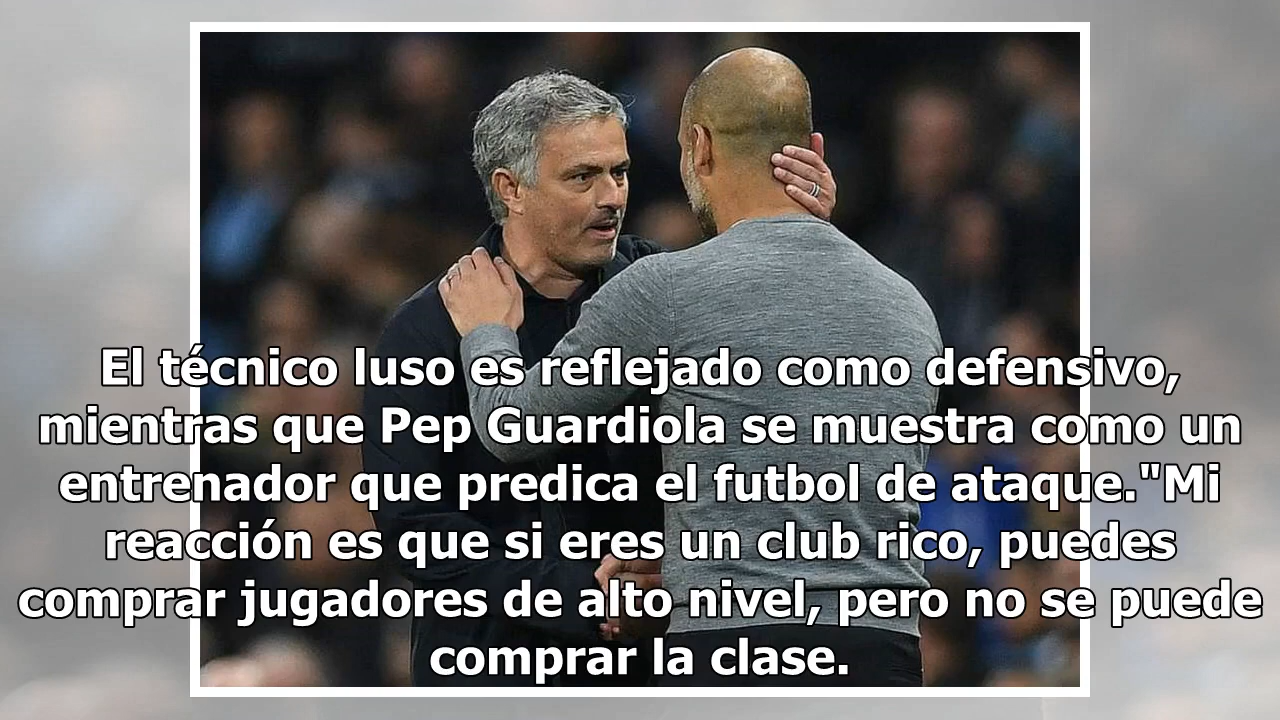 El técnico luso es reflejado como defensivo,
mientras que Pep Guardiola se muestra como un
entrenador que predica el futbol de ataque."Mi
reacción es que si eres un club rico, puedes
comprar jugadores de alto nivel, pero no se puede
comprar la clase.